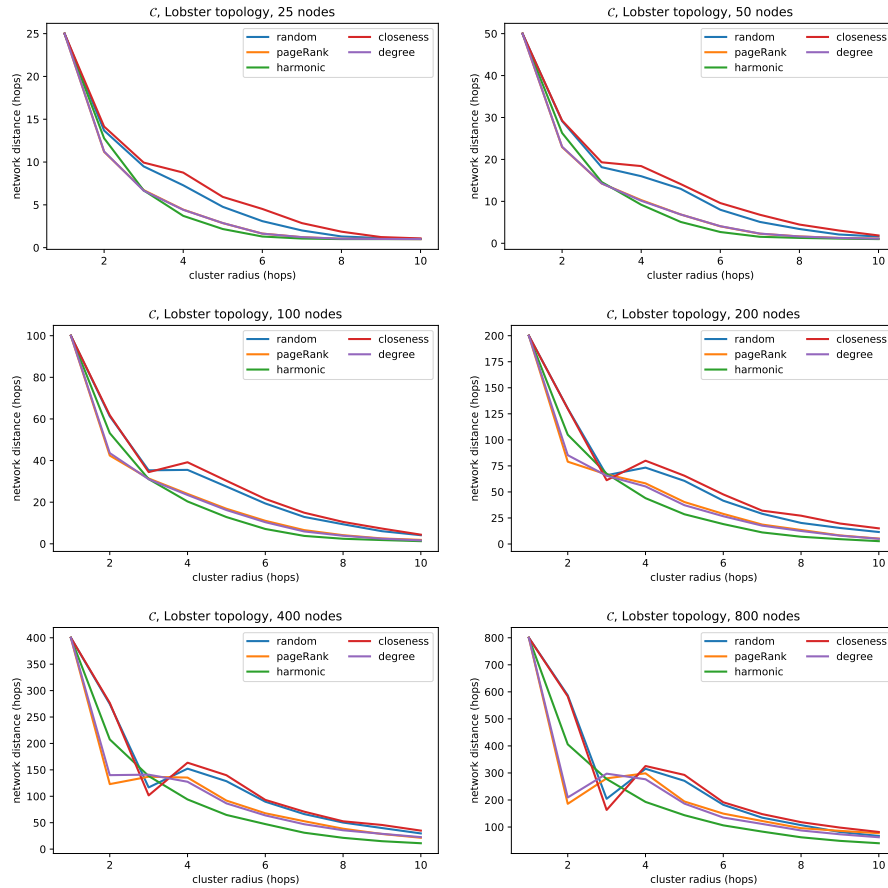 𝒞, Lobster topology, 25 nodes
random
pageRank
harmonic
closeness
degree
25
20
15
10
5
0
network distance (hops)
2
4
6
8
10
cluster radius (hops)
𝒞, Lobster topology, 50 nodes
random
pageRank
harmonic
closeness
degree
50
40
30
20
10
0
network distance (hops)
2
4
6
8
10
cluster radius (hops)
𝒞, Lobster topology, 100 nodes
random
pageRank
harmonic
closeness
degree
100
80
60
40
20
0
network distance (hops)
2
4
6
8
10
cluster radius (hops)
𝒞, Lobster topology, 200 nodes
random
pageRank
harmonic
closeness
degree
200
175
150
125
100
75
50
25
0
network distance (hops)
2
4
6
8
10
cluster radius (hops)
𝒞, Lobster topology, 400 nodes
random
pageRank
harmonic
closeness
degree
400
350
300
250
200
150
100
50
0
network distance (hops)
2
4
6
8
10
cluster radius (hops)
𝒞, Lobster topology, 800 nodes
random
pageRank
harmonic
closeness
degree
800
700
600
500
400
300
200
100
network distance (hops)
2
4
6
8
10
cluster radius (hops)